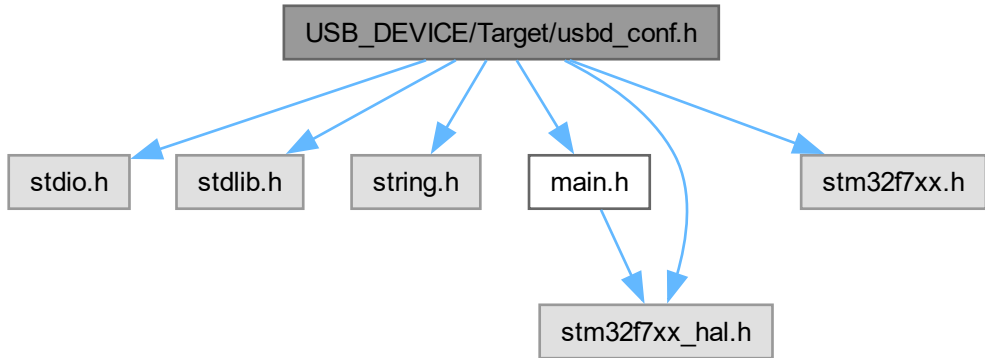 USB_DEVICE/Target/usbd_conf.h
stdio.h
stdlib.h
string.h
main.h
stm32f7xx.h
stm32f7xx_hal.h